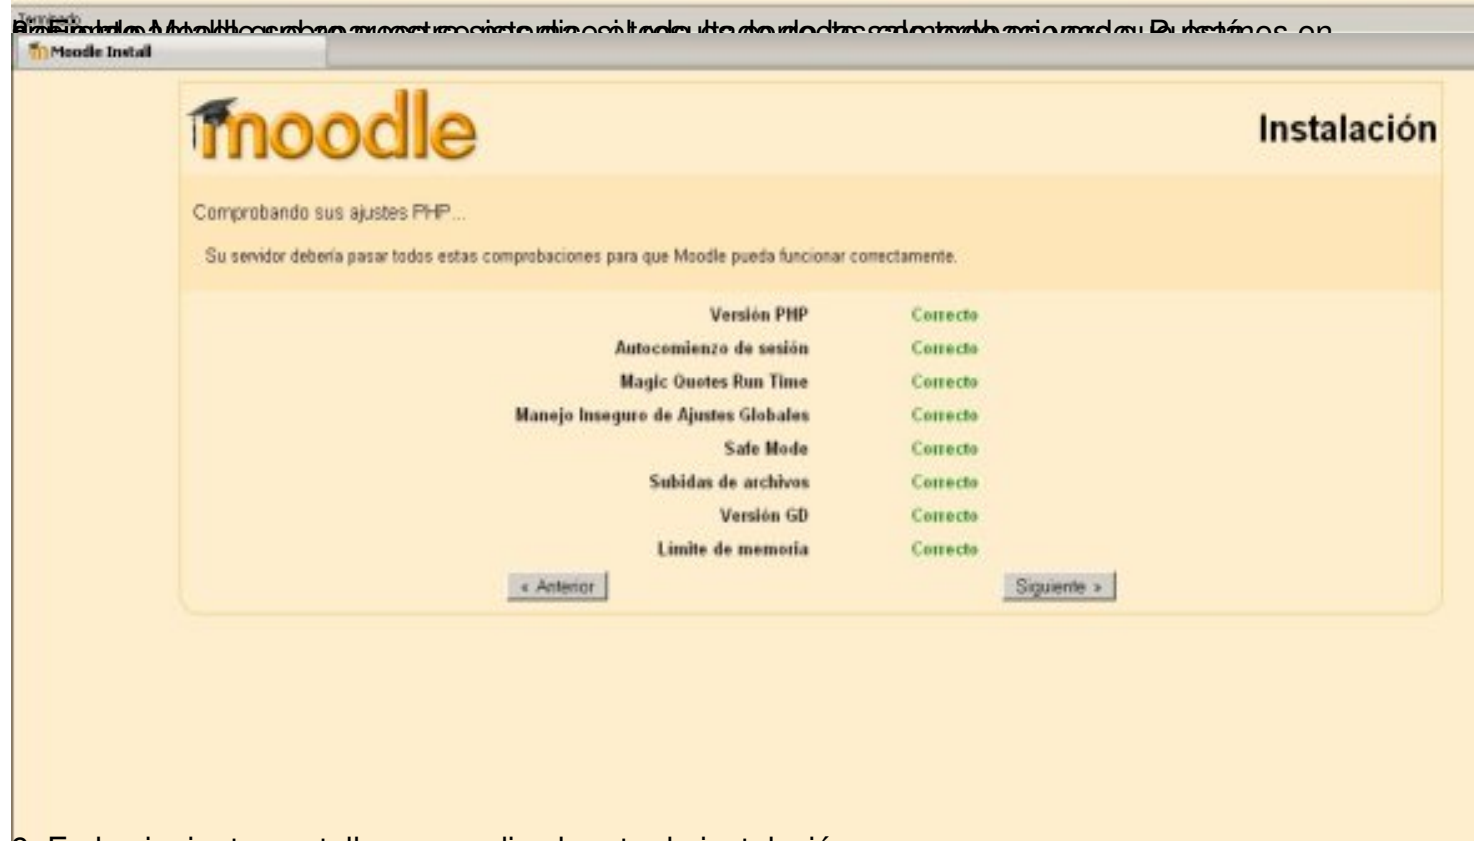 Terminado
Moodle Install
moodle
Instalación
Comprobando sus ajustes PHP...
Su servidor debería pasar todos estas comprobaciones para que Moodle pueda funcionar correctamente.
Versión PHP Correcto
Autocomienzo de sesión Correcto
Magic Quotes Run Time Correcto
Manejo Inseguro de Ajustes Globales Correcto
Safe Mode Correcto
Subidas de archivos Correcto
Versión GD Correcto
Límite de memoria Correcto
« Anterior
Siguiente »